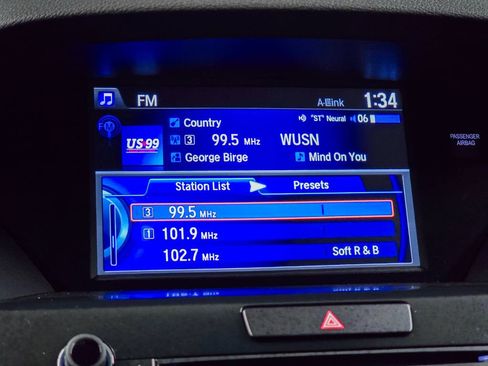 FM
A-Link
1:34
"ST" Neural 06
FM
Country
US99
3 99.5 MHz WUSN
George Birge
Mind On You
PASSENGER
AIRBAG
Station List
Presets
3 99.5 MHz
1 101.9 MHz
102.7 MHz Soft R & B